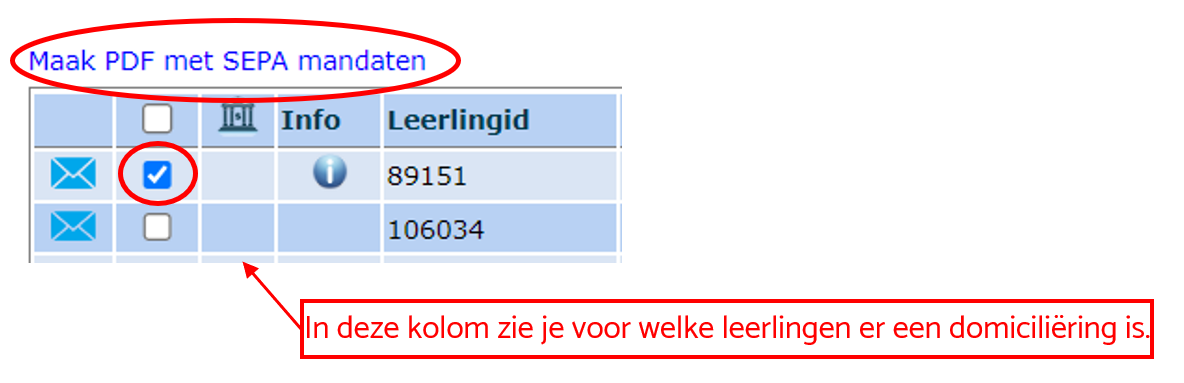 Maak PDF met SEPA mandaten
Info Leerlingid
89151
106034
In deze kolom zie je voor welke leerlingen er een domiciliëring is.